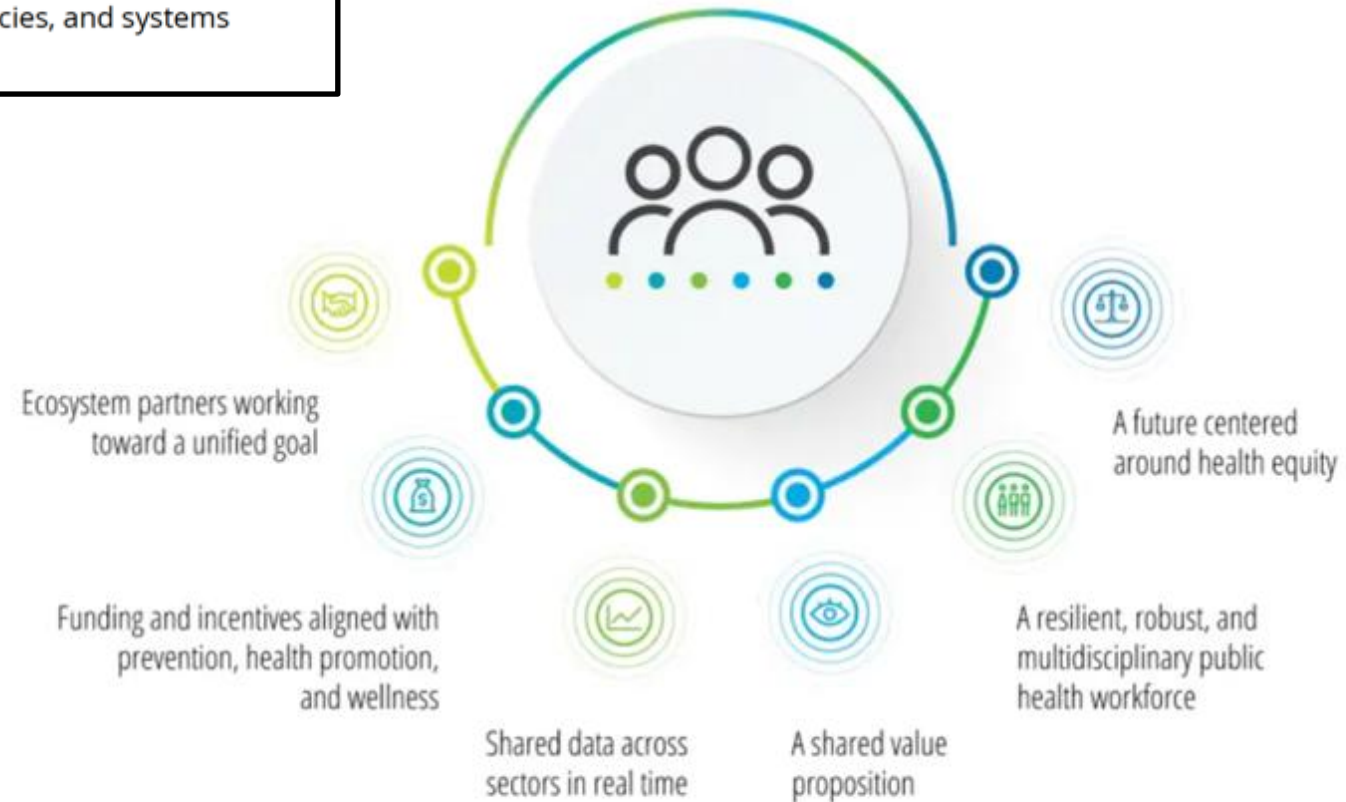 cies, and systems
Ecosystem partners working
toward a unified goal
Funding and incentives aligned with
prevention, health promotion,
and wellness
$
Shared data across
sectors in real time
A shared value
proposition
A resilient, robust, and
multidisciplinary public
health workforce
A future centered
around health equity